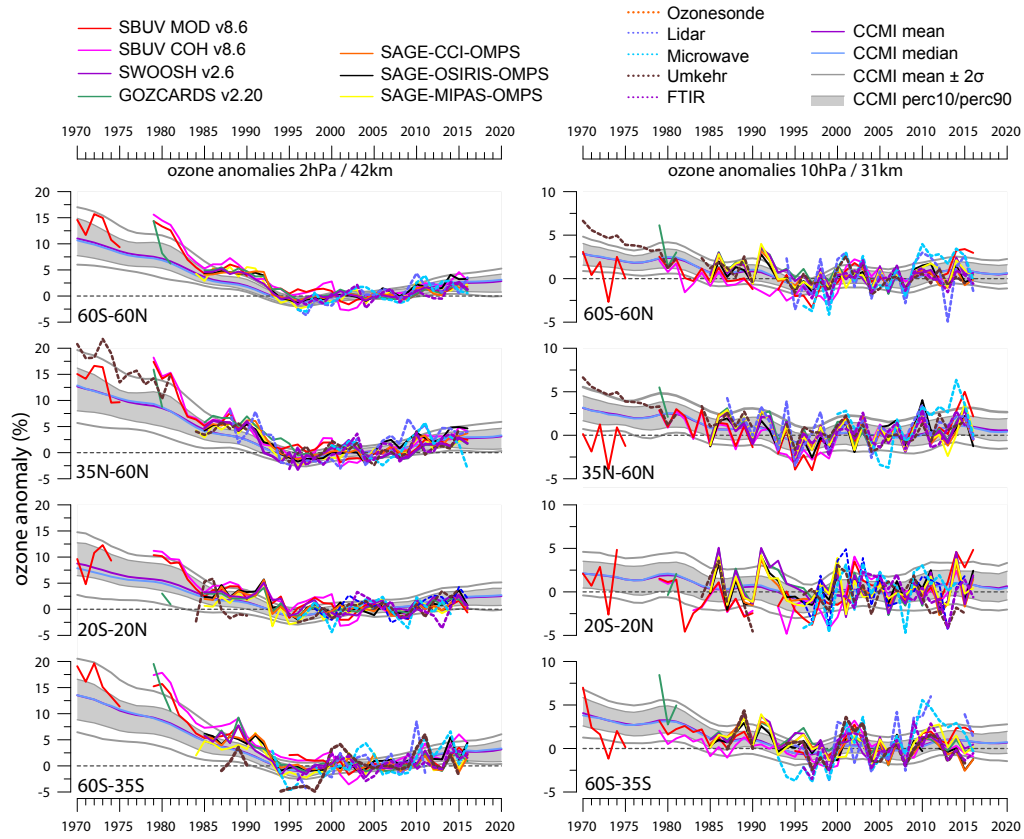 SBUV MOD v8.6
SBUV COH v8.6
SWOOSH v2.6
GOZCARDS v2.20
SAGE-CCI-OMPS
SAGE-OSIRIS-OMPS
SAGE-MIPAS-OMPS
Ozonesonde
Lidar
Microwave
Umkehr
FTIR
CCMI mean
CCMI median
CCMI mean ± 2σ
CCMI perc10/perc90
1970 1975 1980 1985 1990 1995 2000 2005 2010 2015 2020
1970 1975 1980 1985 1990 1995 2000 2005 2010 2015 2020
ozone anomalies 2hPa / 42km
ozone anomalies 10hPa / 31km
ozone anomaly (%)
20
15
10
5
0
-5
60S-60N
10
5
0
-5
60S-60N
20
15
10
5
0
-5
35N-60N
10
5
0
-5
35N-60N
20
15
10
5
0
-5
20S-20N
10
5
0
-5
20S-20N
20
15
10
5
0
-5
60S-35S
10
5
0
-5
60S-35S
1970 1975 1980 1985 1990 1995 2000 2005 2010 2015 2020
1970 1975 1980 1985 1990 1995 2000 2005 2010 2015 2020